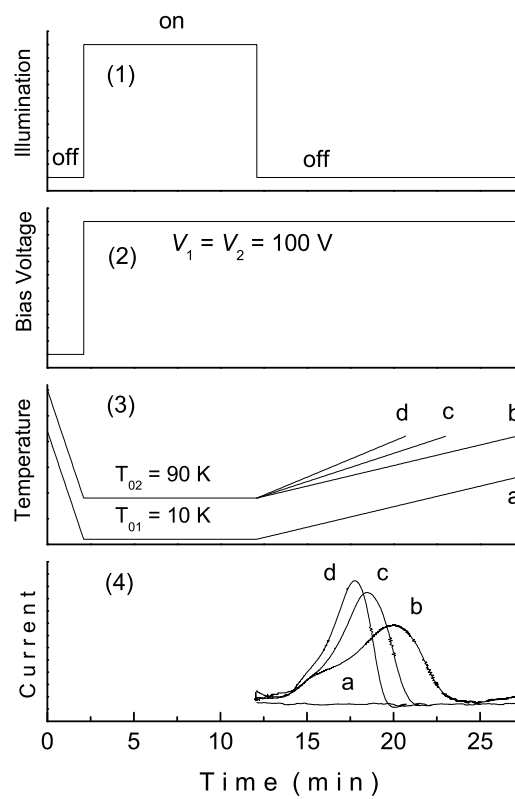 on
(1)
Illumination
off
off
(2)
V1 = V2 = 100 V
Bias Voltage
(3)
d
c
b
a
T02 = 90 K
T01 = 10 K
Temperature
(4)
d
c
b
a
Current
0 5 10 15 20 25
Time (min)